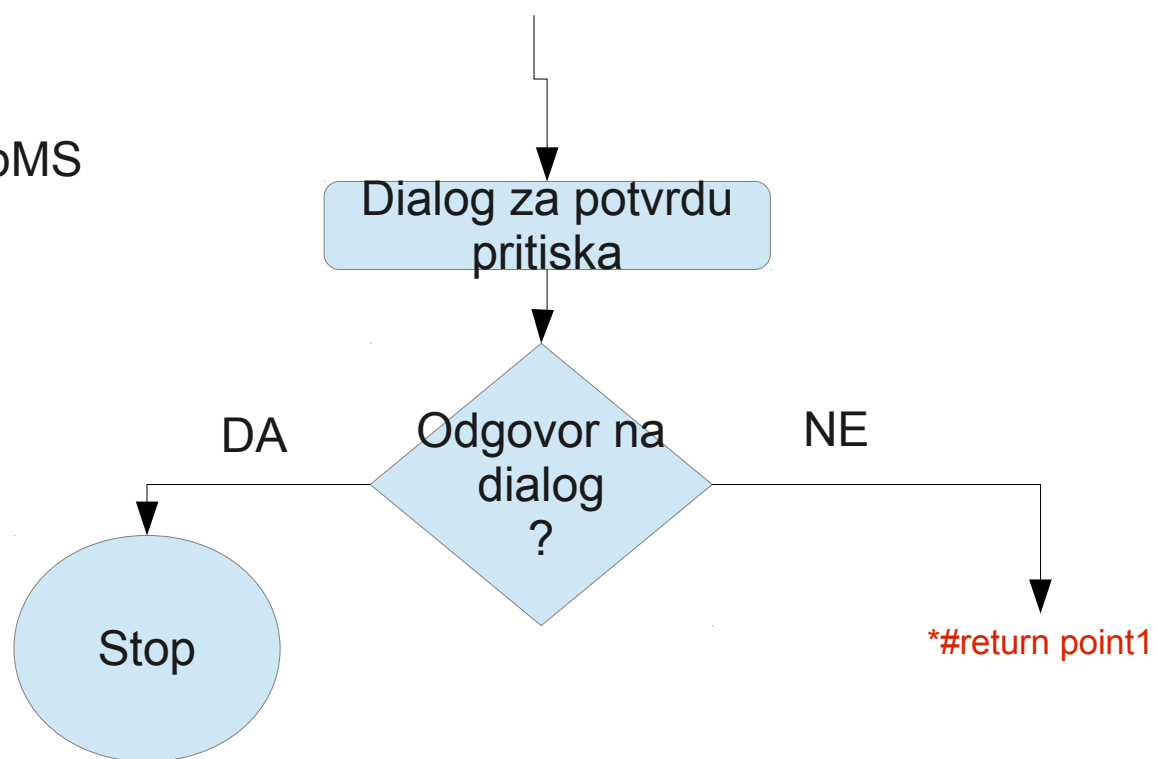 oMS
Dialog za potvrdu
pritiska
DA
Odgovor na
dialog
?
NE
Stop
*#return point1